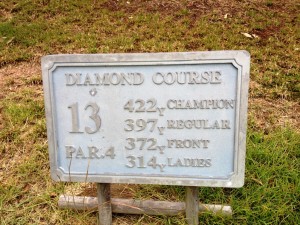 DIAMOND COURSE
13
PAR.4
422Y CHAMPION
397Y REGULAR
372Y FRONT
314Y LADIES